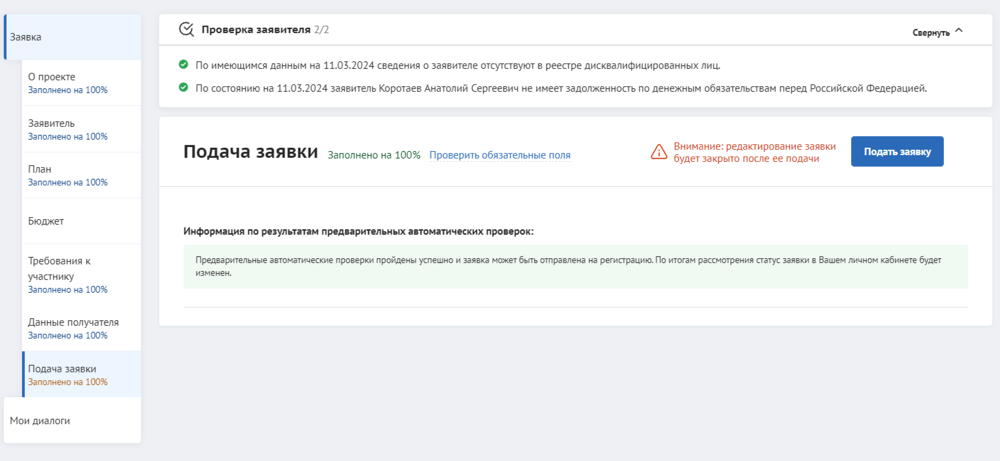 Заявка
О проекте
Заполнено на 100%
Заявитель
Заполнено на 100%
План
Заполнено на 100%
Бюджет
Требования к
участнику
Заполнено на 100%
Данные получателя
Заполнено на 100%
Подача заявки
Заполнено на 100%
Мои диалоги
Проверка заявителя 2/2
Свернуть
По имеющимся данным на 11.03.2024 сведения о заявителе отсутствуют в реестре дисквалифицированных лиц.
По состоянию на 11.03.2024 заявитель Коротаев Анатолий Сергеевич не имеет задолженность по денежным обязательствам перед Российской Федерацией.
Подача заявки Заполнено на 100% Проверить обязательные поля
Внимание: редактирование заявки
будет закрыто после ее подачи
Подать заявку
Информация по результатам предварительных автоматических проверок:
Предварительные автоматические проверки пройдены успешно и заявка может быть отправлена на регистрацию. По итогам рассмотрения статус заявки в Вашем личном кабинете будет
изменен.